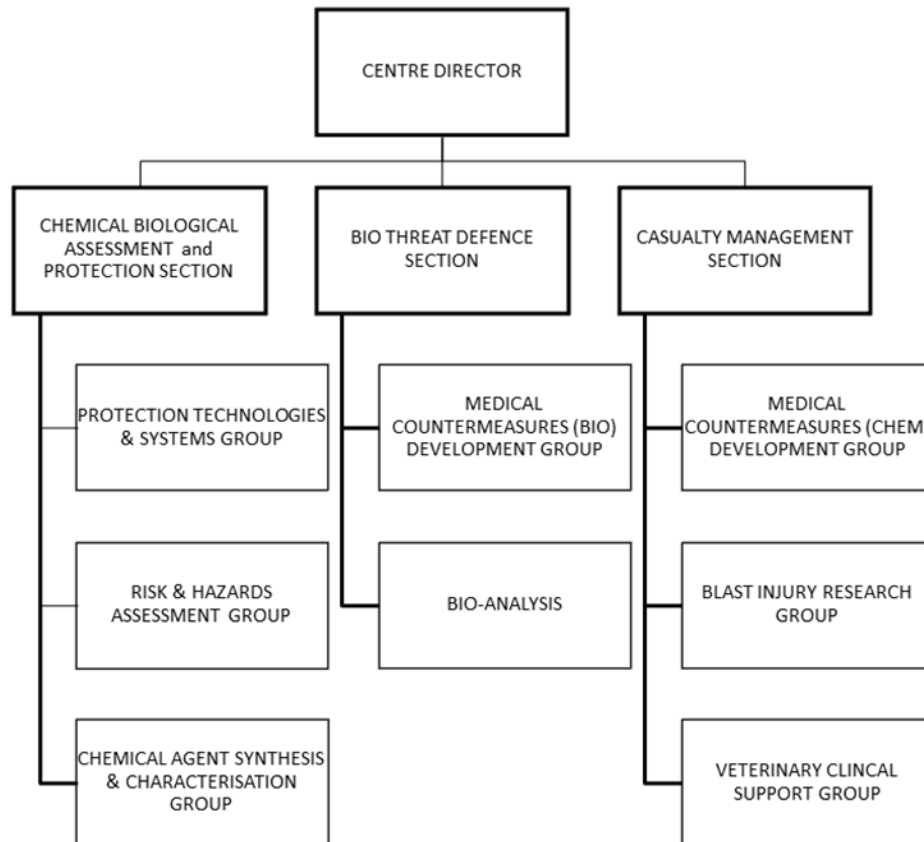 CENTRE DIRECTOR
CHEMICAL BIOLOGICAL
ASSESSMENT and
PROTECTION SECTION
BIO THREAT DEFENCE
SECTION
CASUALTY MANAGEMENT
SECTION
PROTECTION TECHNOLOGIES
& SYSTEMS GROUP
MEDICAL
COUNTERMEASURES (BIO)
DEVELOPMENT GROUP
MEDICAL
COUNTERMEASURES (CHEM
DEVELOPMENT GROUP
RISK & HAZARDS
ASSESSMENT GROUP
BIO-ANALYSIS
BLAST INJURY RESEARCH
GROUP
CHEMICAL AGENT SYNTHESIS
& CHARACTERISATION
GROUP
VETERINARY CLINCAL
SUPPORT GROUP